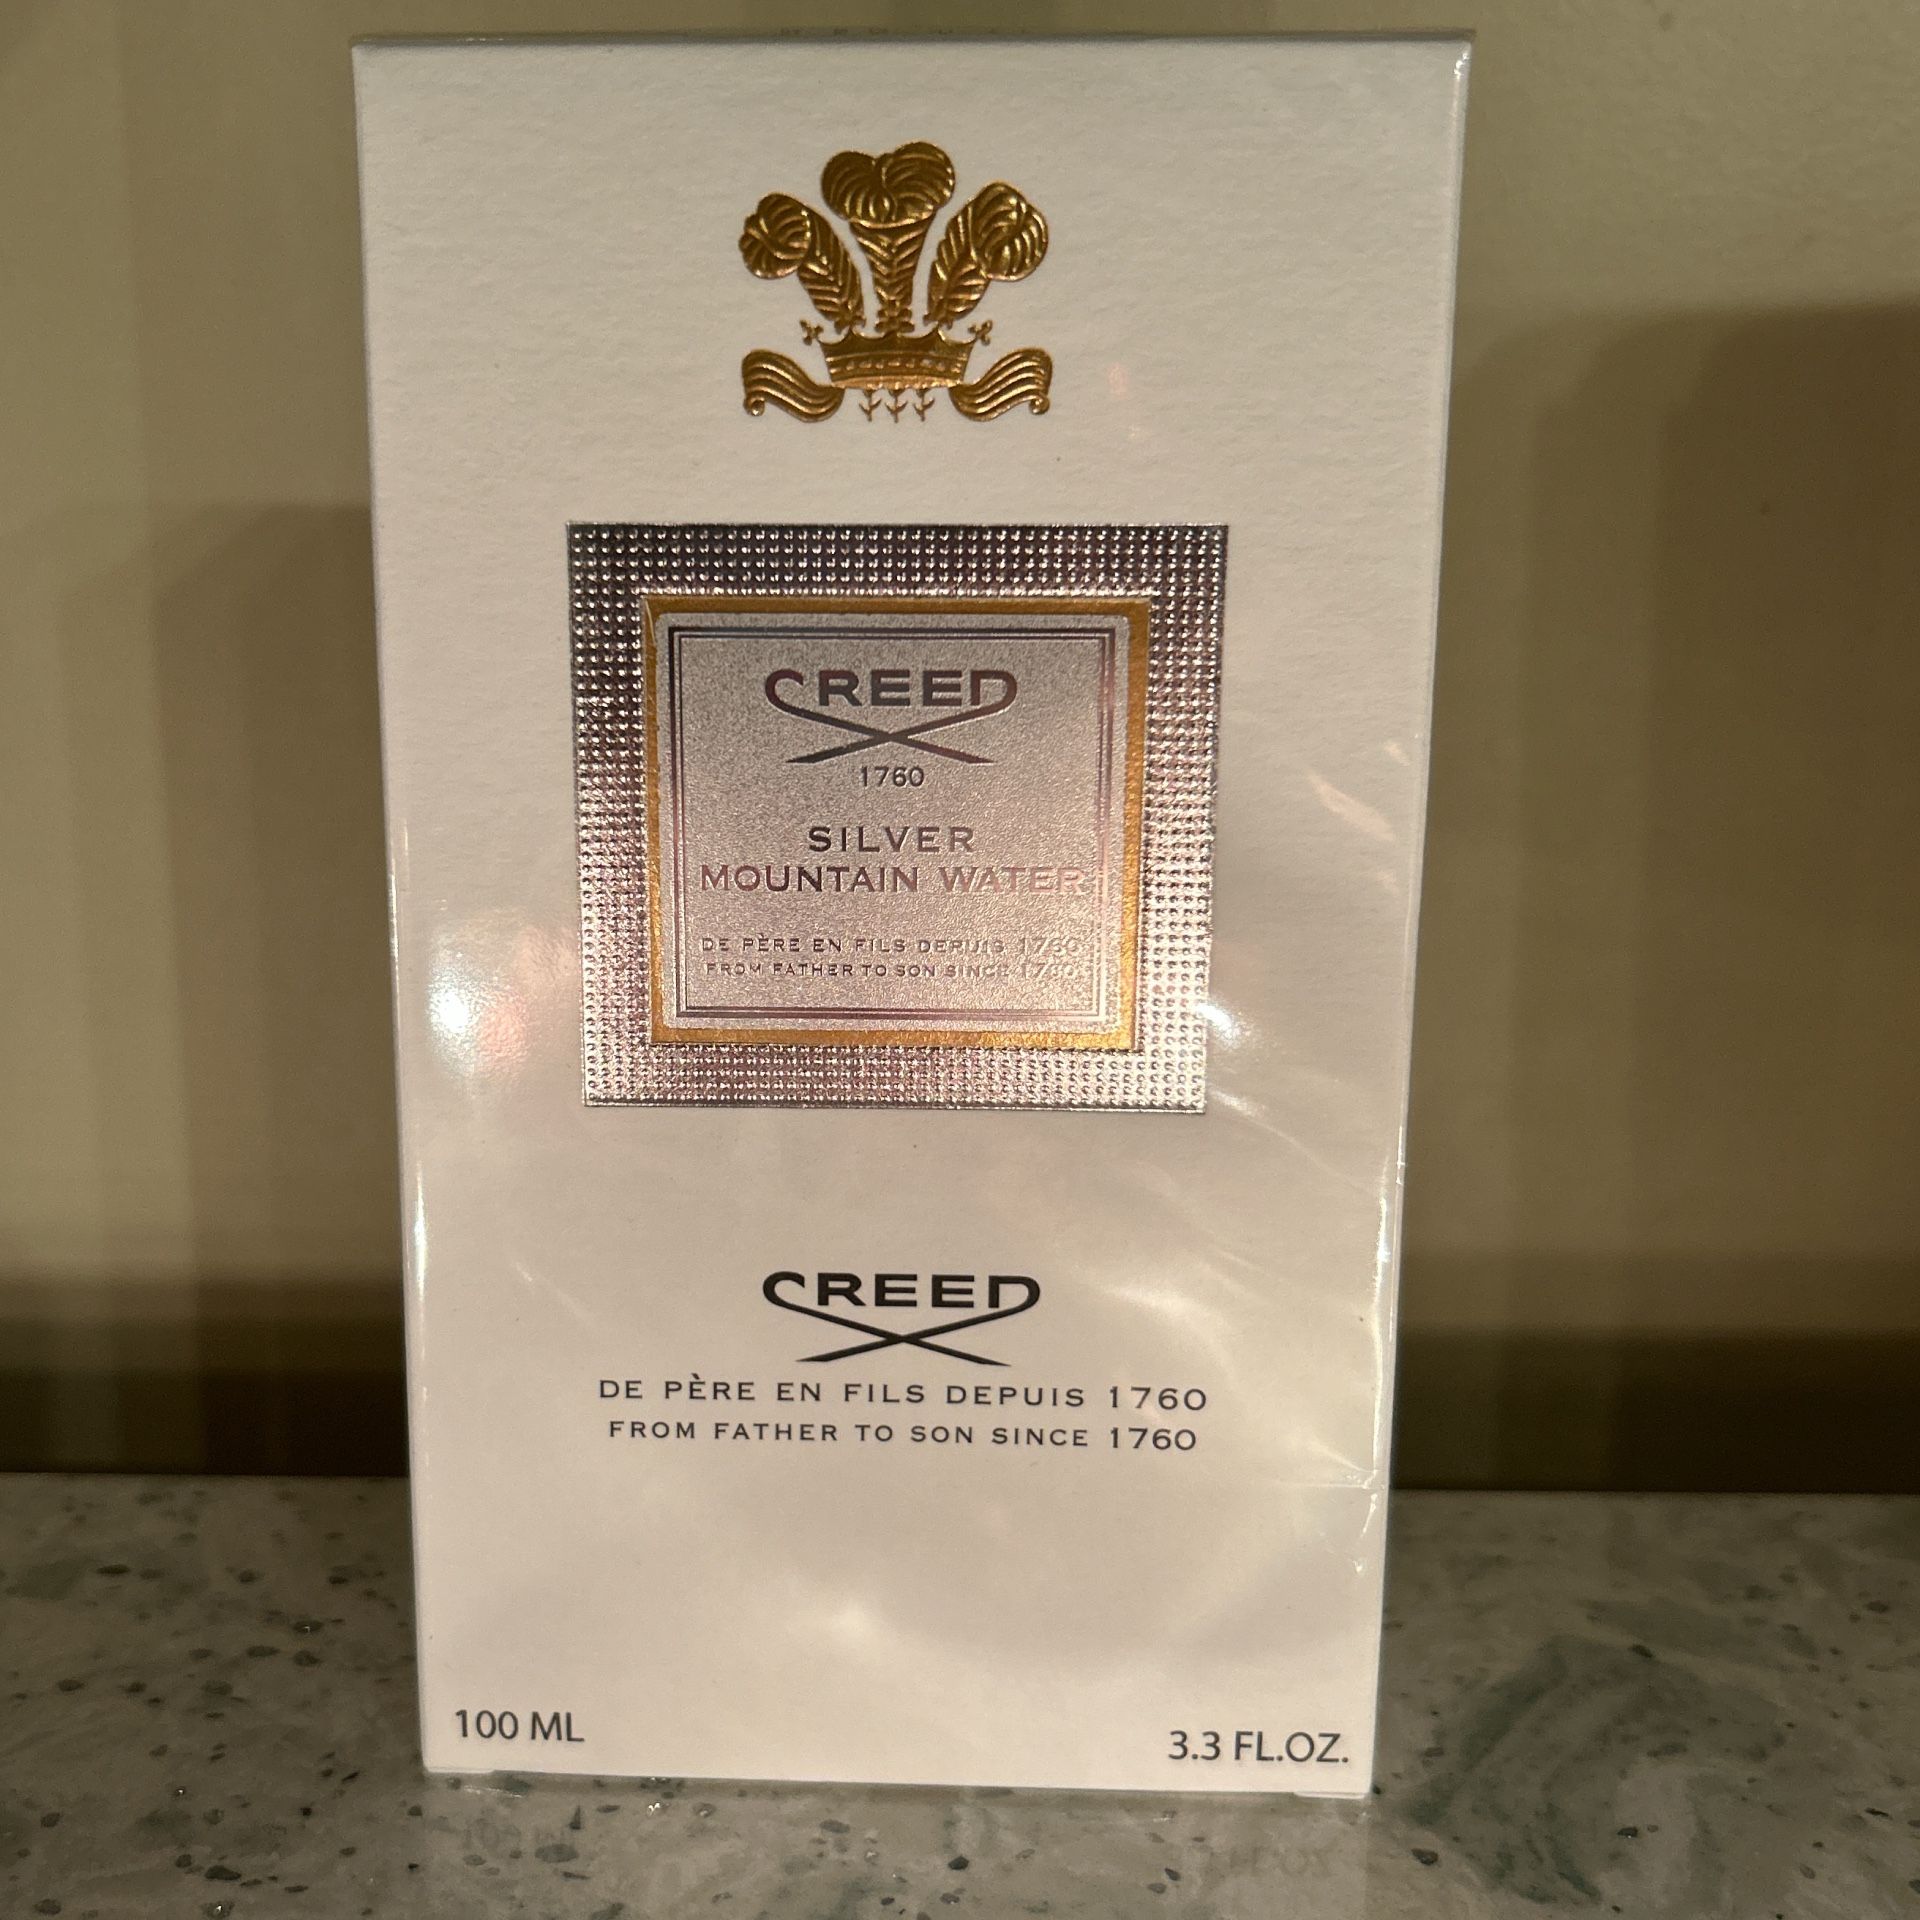 CREED
1760
SILVER
MOUNTAIN WATER
DE PÈRE EN FILS DEPUIS 1760
FROM FATHER TO SON SINCE 1760
CREED
DE PÈRE EN FILS DEPUIS 1760
FROM FATHER TO SON SINCE 1760
100 ML
3.3 FL.OZ.